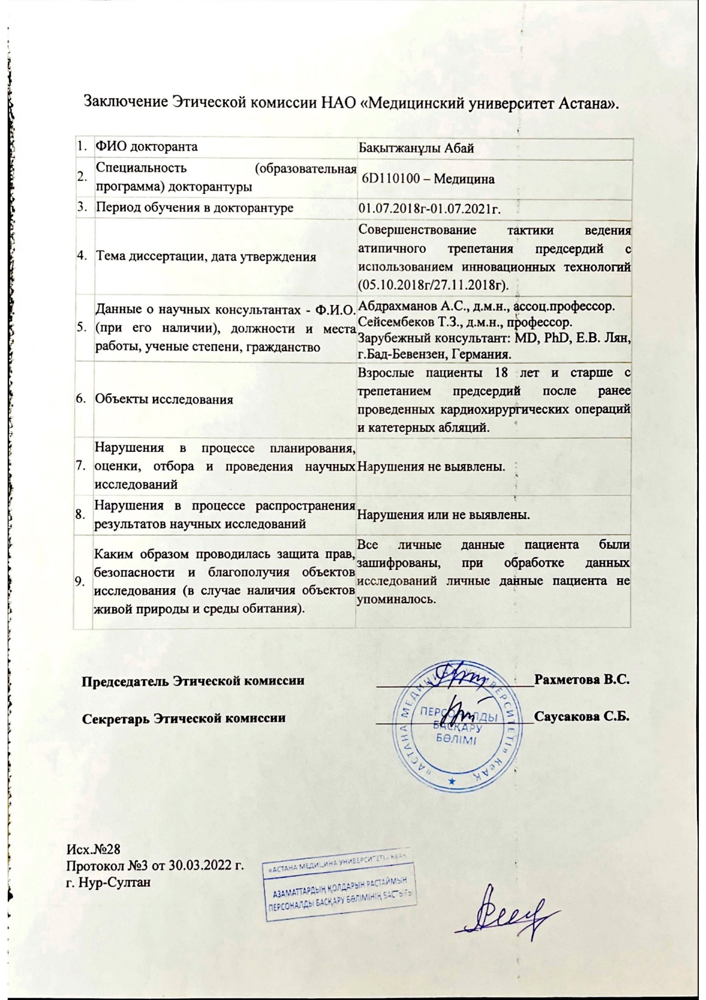 Заключение Этической комиссии НАО «Медицинский университет Астана».
1. ФИО докторанта
Бақытжанұлы Абай
2. Специальность (образовательная
программа) докторантуры
6D110100 – Медицина
3. Период обучения в докторантуре
01.07.2018г-01.07.2021г.
4. Тема диссертации, дата утверждения
Совершенствование тактики ведения
атипичного трепетания предсердий с
использованием инновационных технологий
(05.10.2018г/27.11.2018г).
5. Данные о научных консультантах - Ф.И.О.
(при его наличии), должности и места
работы, ученые степени, гражданство
Абдрахманов А.С., д.м.н., ассоц.профессор.
Сейсембеков Т.З., д.м.н., профессор.
Зарубежный консультант: MD, PhD, Е.В. Лян,
г.Бад-Бевензен, Германия.
6. Объекты исследования
Взрослые пациенты 18 лет и старше с
трепетанием предсердий после ранее
проведенных кардиохирургических операций
и катетерных абляций.
7. Нарушения в процессе планирования,
оценки, отбора и проведения научных
исследований
Нарушения не выявлены.
8. Нарушения в процессе распространения
результатов научных исследований
Нарушения или не выявлены.
9. Каким образом проводилась защита прав,
безопасности и благополучия объектов
исследования (в случае наличия объектов
живой природы и среды обитания).
Все личные данные пациента были
зашифрованы, при обработке данных
исследований личные данные пациента не
упоминалось.
Председатель Этической комиссии Рахметова В.С.
Секретарь Этической комиссии Саусакова С.Б.
«АСТАНА МЕДИЦИНА УНИВЕРСИТЕТІ» КеАҚ
ПЕРСОНАЛДЫ
БАСҚАРУ
БӨЛІМІ
Исх.№28
Протокол №3 от 30.03.2022 г.
г. Нур-Султан
«АСТАНА МЕДИЦИНА УНИВЕРСИТЕТІ» КеАҚ
АЗАМАТТАРДЫҢ ҚОЛДАРЫН РАСТАЙМЫН
ПЕРСОНАЛДЫ БАСҚАРУ БӨЛІМІНІҢ БАСТЫҒЫ